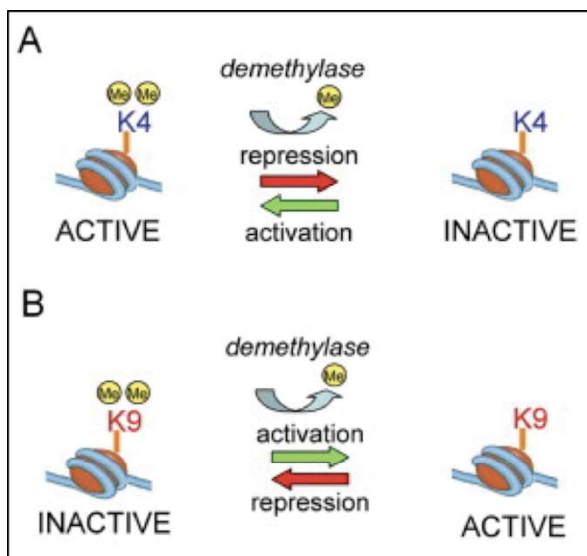 A
demethylase
Me Me
Me
K4
K4
repression
activation
ACTIVE
INACTIVE
B
demethylase
Me
Me Me
K9
K9
activation
repression
INACTIVE
ACTIVE